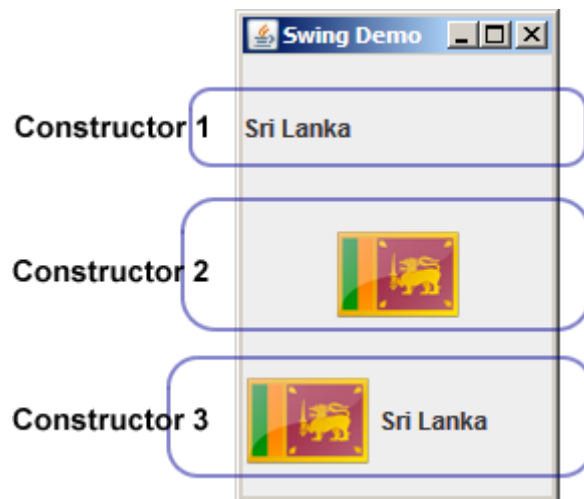 Swing Demo
Constructor 1
Sri Lanka
Constructor 2
Constructor 3
Sri Lanka